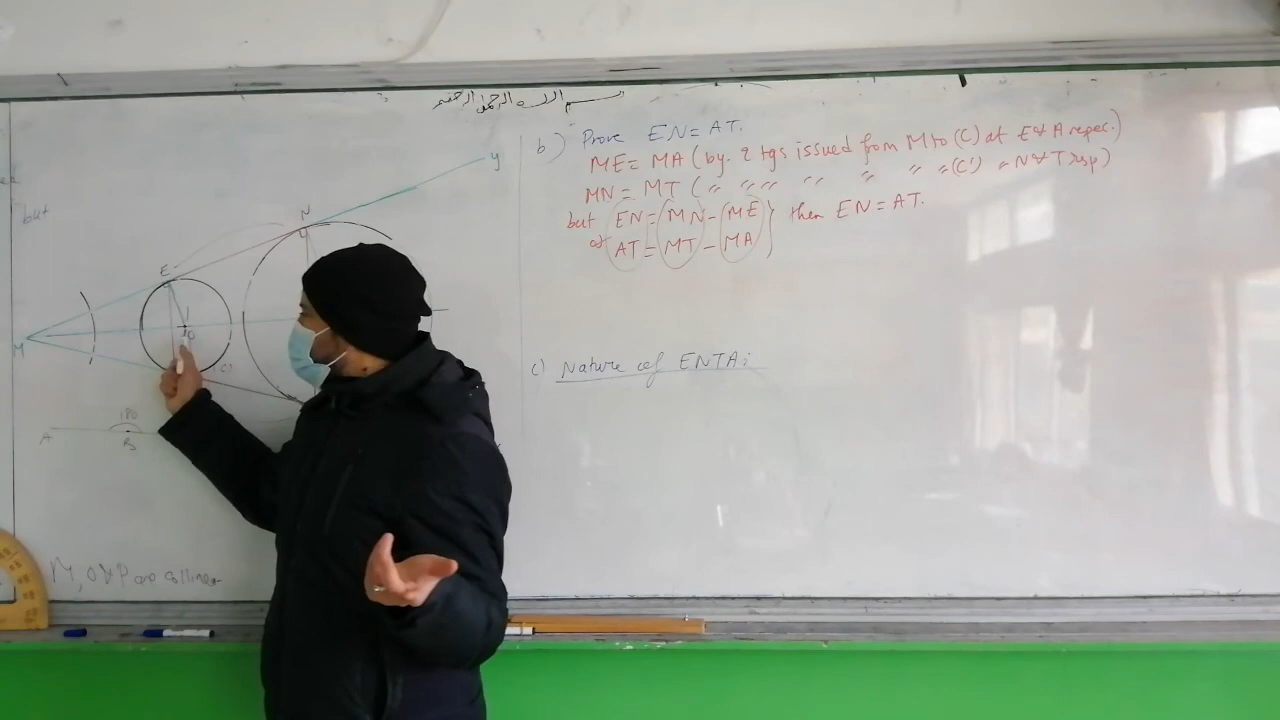 بسم الله الرحمن الرحيم
but
b) Prove EN = AT.
ME = MA (by. 2 tgs issued from M to (C) at E & A respec.)
MN = MT (〃 〃 〃 〃 〃 〃 〃 (C') 〃 N & T resp)
but EN = MN - ME } then EN = AT.
AT = MT - MA
c) Nature of ENTA:
y
N
E
O
M
(C)
180
A
B
M, O & P are collinear